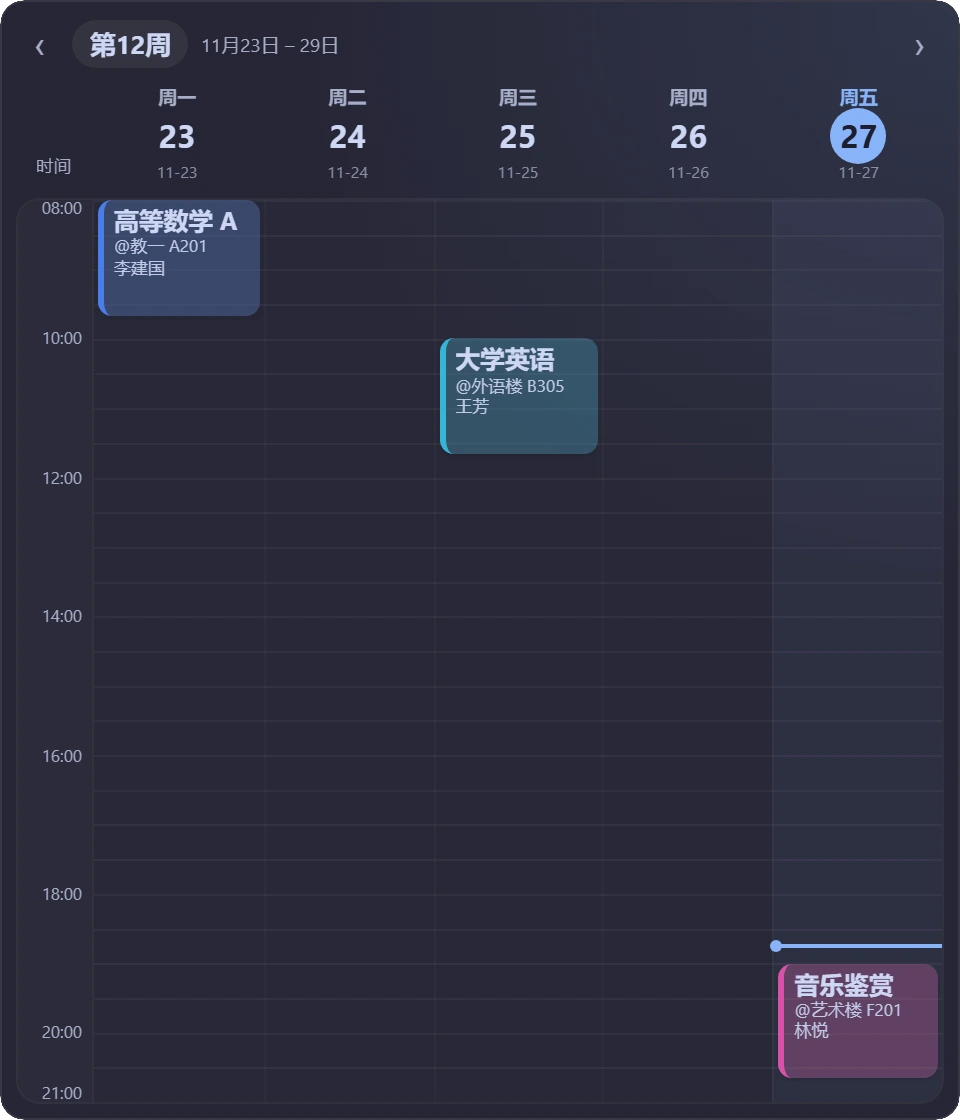 ‹ 第12周 11月23日 – 29日 ›
周一 周二 周三 周四 周五
23 24 25 26 27
时间 11-23 11-24 11-25 11-26 11-27
08:00
高等数学 A
@教一 A201
李建国
10:00
大学英语
@外语楼 B305
王芳
12:00
14:00
16:00
18:00
音乐鉴赏
@艺术楼 F201
林悦
20:00
21:00